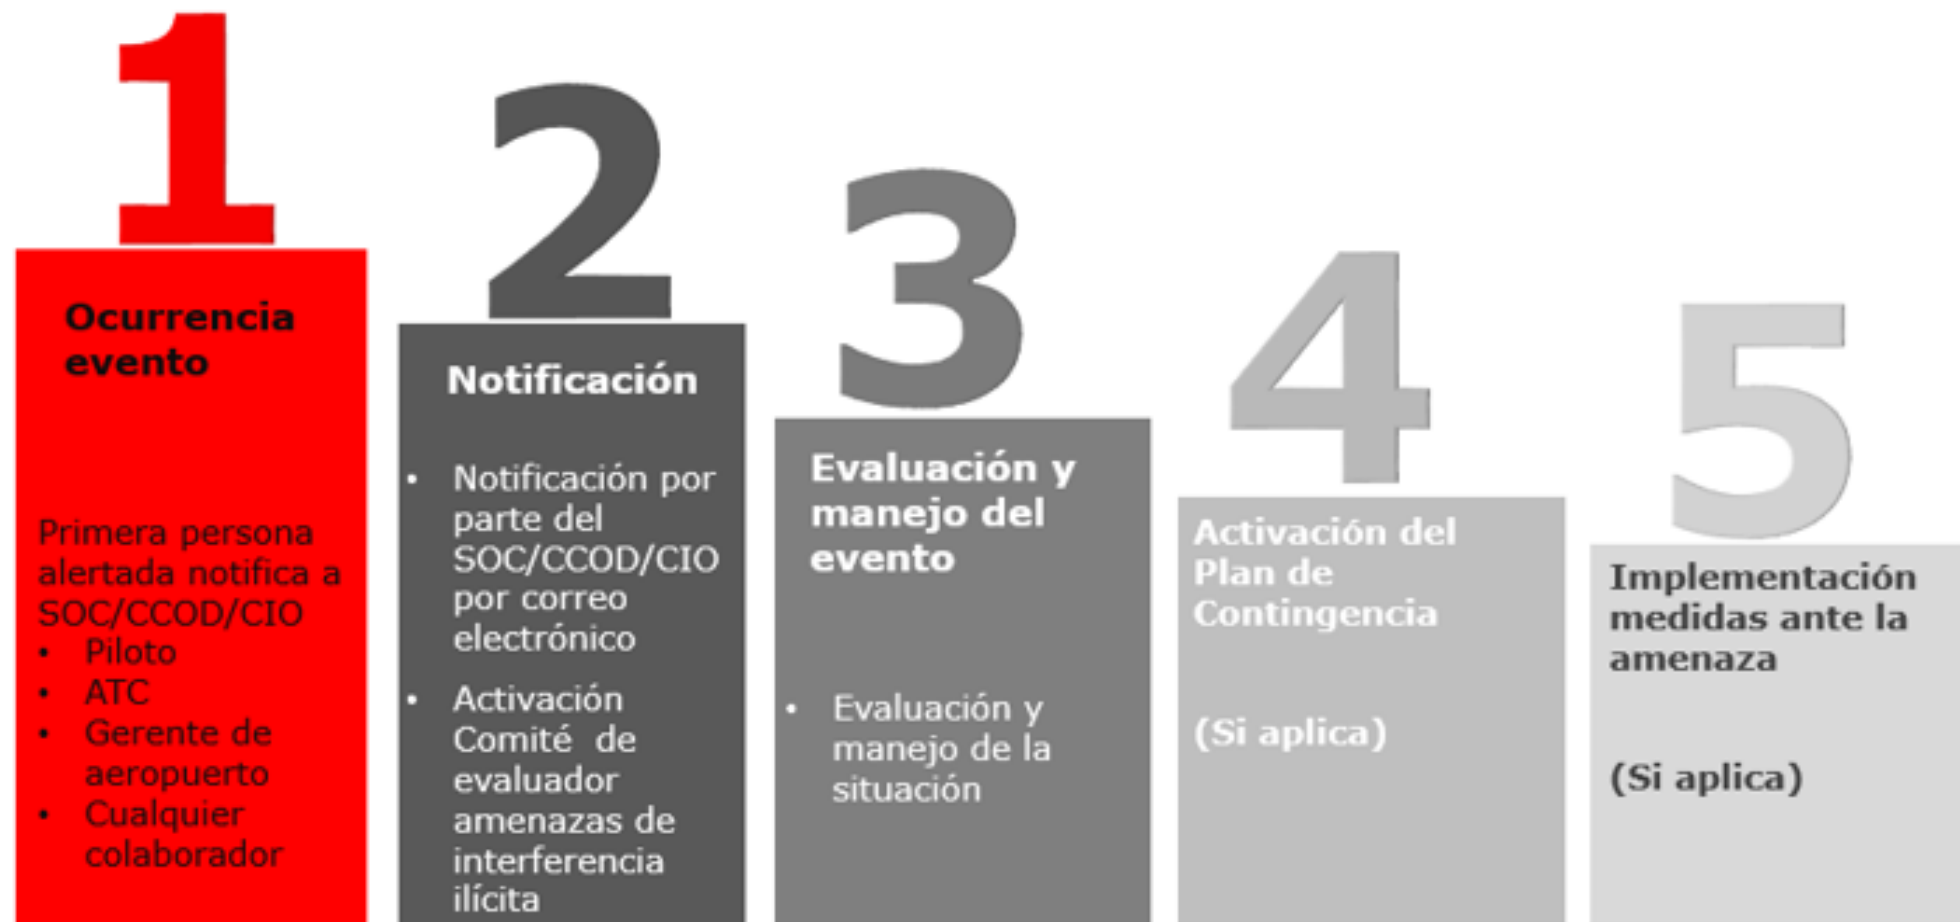 1
Ocurrencia
evento
Primera persona
alertada notifica a
SOC/CCOD/CIO
• Piloto
• ATC
• Gerente de
aeropuerto
• Cualquier
colaborador
2
Notificación
• Notificación por
parte del
SOC/CCOD/CIO
por correo
electrónico
• Activación
Comité de
evaluador
amenazas de
interferencia
ilícita
3
Evaluación y
manejo del
evento
• Evaluación y
manejo de la
situación
4
Activación del
Plan de
Contingencia
(Si aplica)
5
Implementación
medidas ante la
amenaza
(Si aplica)